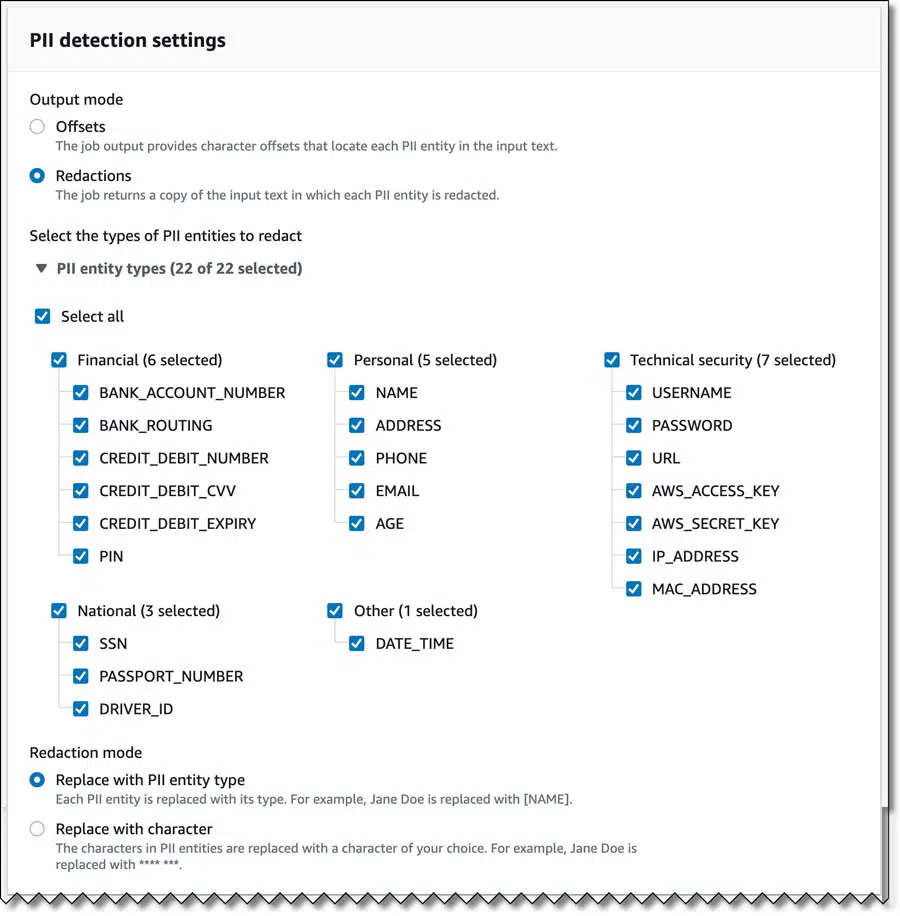 PII detection settings
Output mode
Offsets
The job output provides character offsets that locate each PII entity in the input text.
Redactions
The job returns a copy of the input text in which each PII entity is redacted.
Select the types of PII entities to redact
PII entity types (22 of 22 selected)
Select all
Financial (6 selected)
BANK_ACCOUNT_NUMBER
BANK_ROUTING
CREDIT_DEBIT_NUMBER
CREDIT_DEBIT_CVV
CREDIT_DEBIT_EXPIRY
PIN
Personal (5 selected)
NAME
ADDRESS
PHONE
EMAIL
AGE
Technical security (7 selected)
USERNAME
PASSWORD
URL
AWS_ACCESS_KEY
AWS_SECRET_KEY
IP_ADDRESS
MAC_ADDRESS
National (3 selected)
SSN
PASSPORT_NUMBER
DRIVER_ID
Other (1 selected)
DATE_TIME
Redaction mode
Replace with PII entity type
Each PII entity is replaced with its type. For example, Jane Doe is replaced with [NAME].
Replace with character
The characters in PII entities are replaced with a character of your choice. For example, Jane Doe is
replaced with **** ***.